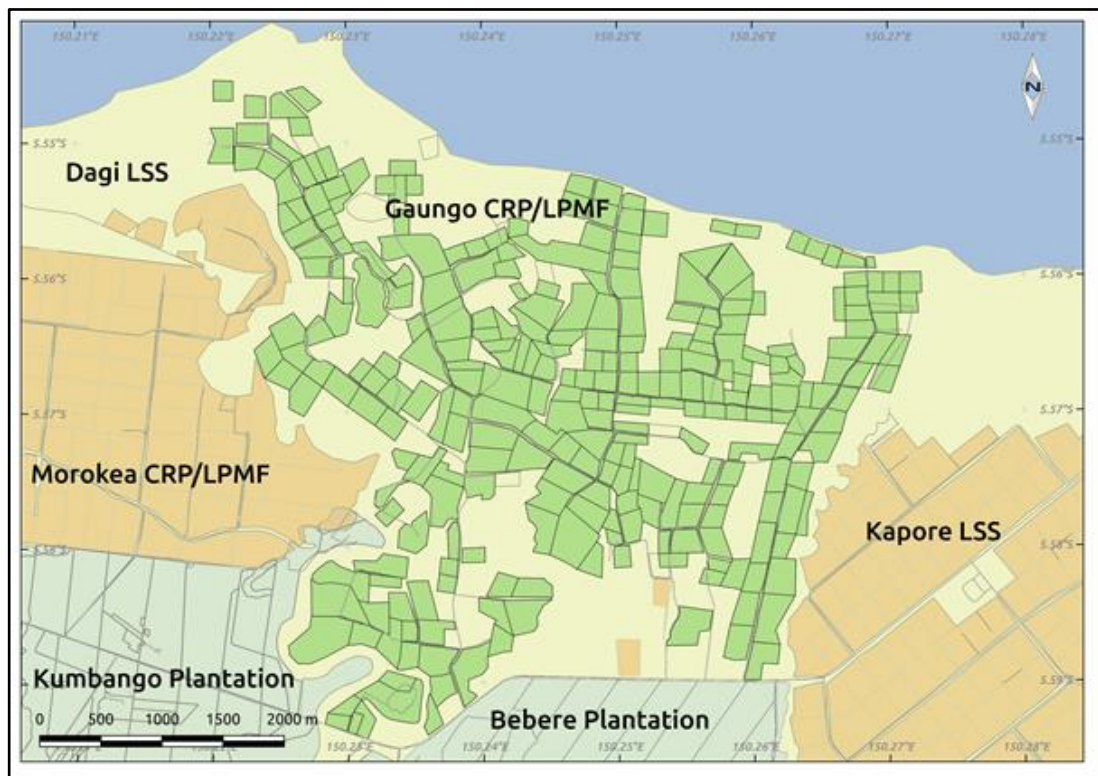 150.21°E 150.22°E 150.23°E 150.24°E 150.25°E 150.26°E 150.27°E 150.28°E
N
5.55°S 5.55°S
Dagi LSS
Gaungo CRP/LPMF
5.56°S 5.56°S
5.57°S 5.57°S
Morokea CRP/LPMF
Kapore LSS
5.58°S 5.58°S
Kumbango Plantation
5.59°S
Bebere Plantation
0 500 1000 1500 2000 m
150.23°E 150.24°E 150.25°E 150.26°E 150.27°E 150.28°E